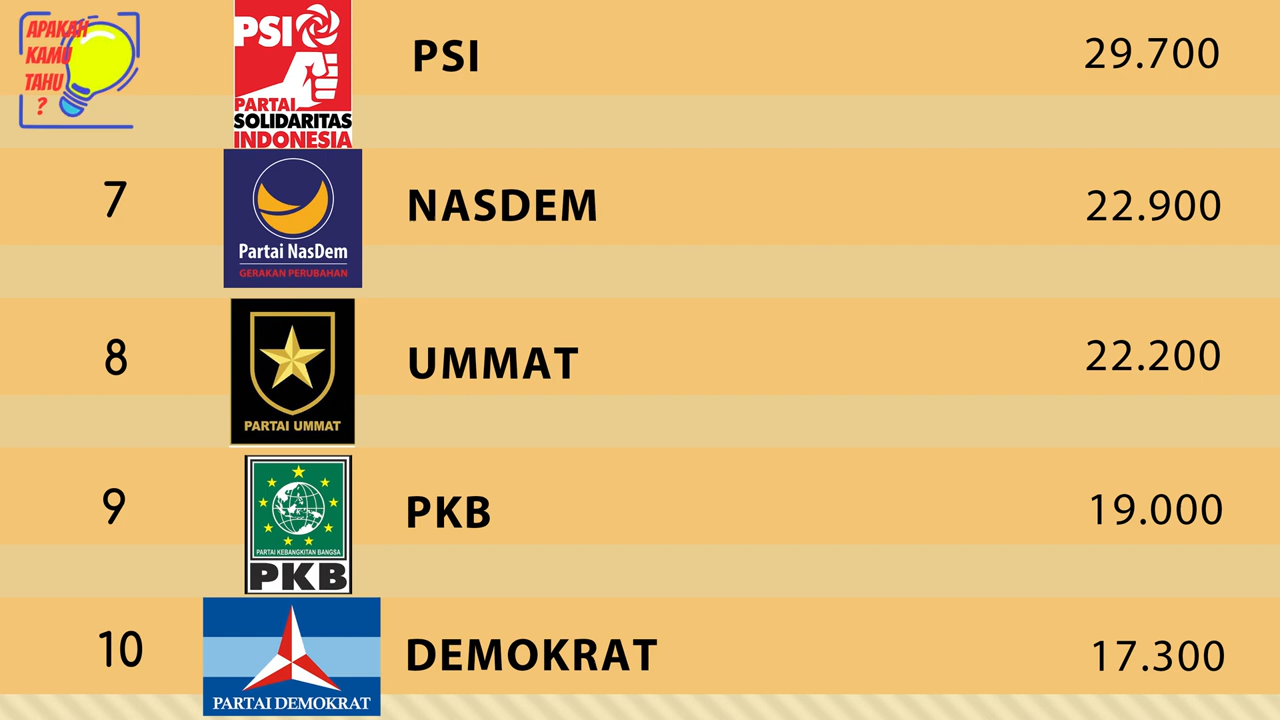 APAKAH
KAMU
TAHU
?
PSI
PARTAI
SOLIDARITAS
INDONESIA
PSI
29.700
7
Partai NasDem
GERAKAN PERUBAHAN
NASDEM
22.900
8
PARTAI UMMAT
UMMAT
22.200
9
PARTAI KEBANGKITAN BANGSA
PKB
PKB
19.000
10
PARTAI DEMOKRAT
DEMOKRAT
17.300